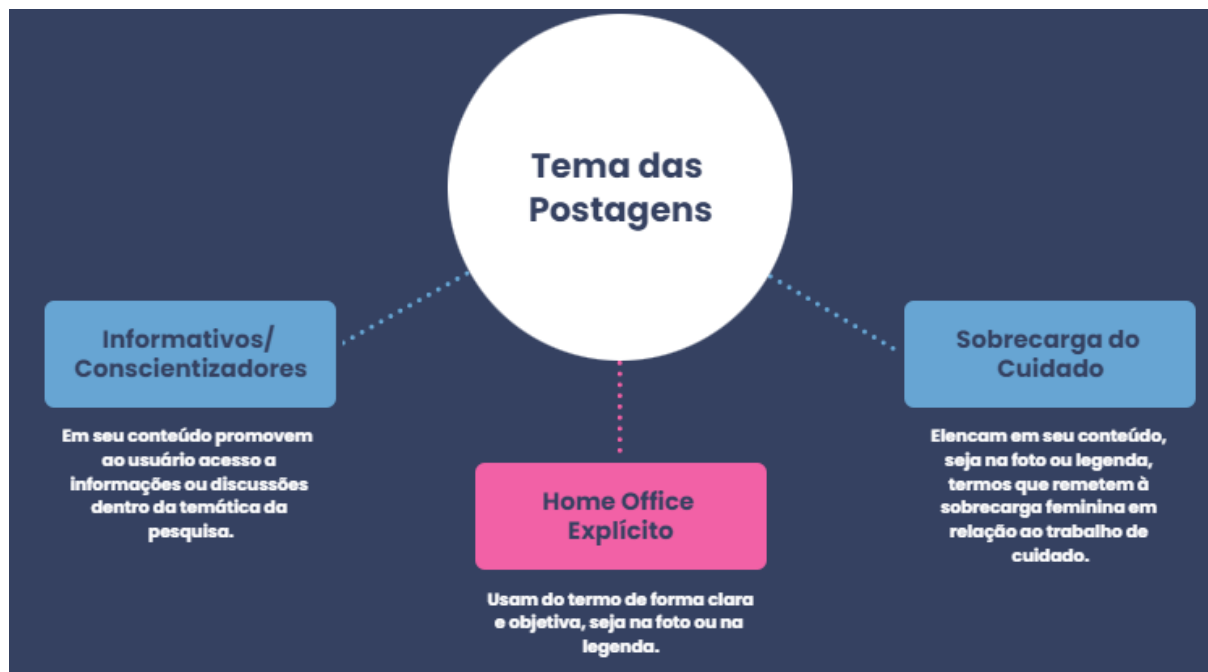 Tema das
Postagens
Informativos/
Conscientizadores
Em seu conteúdo promovem
ao usuário acesso a
informações ou discussões
dentro da temática da
pesquisa.
Home Office
Explícito
Usam do termo de forma clara
e objetiva, seja na foto ou na
legenda.
Sobrecarga do
Cuidado
Elencam em seu conteúdo,
seja na foto ou legenda,
termos que remetem à
sobrecarga feminina em
relação ao trabalho de
cuidado.